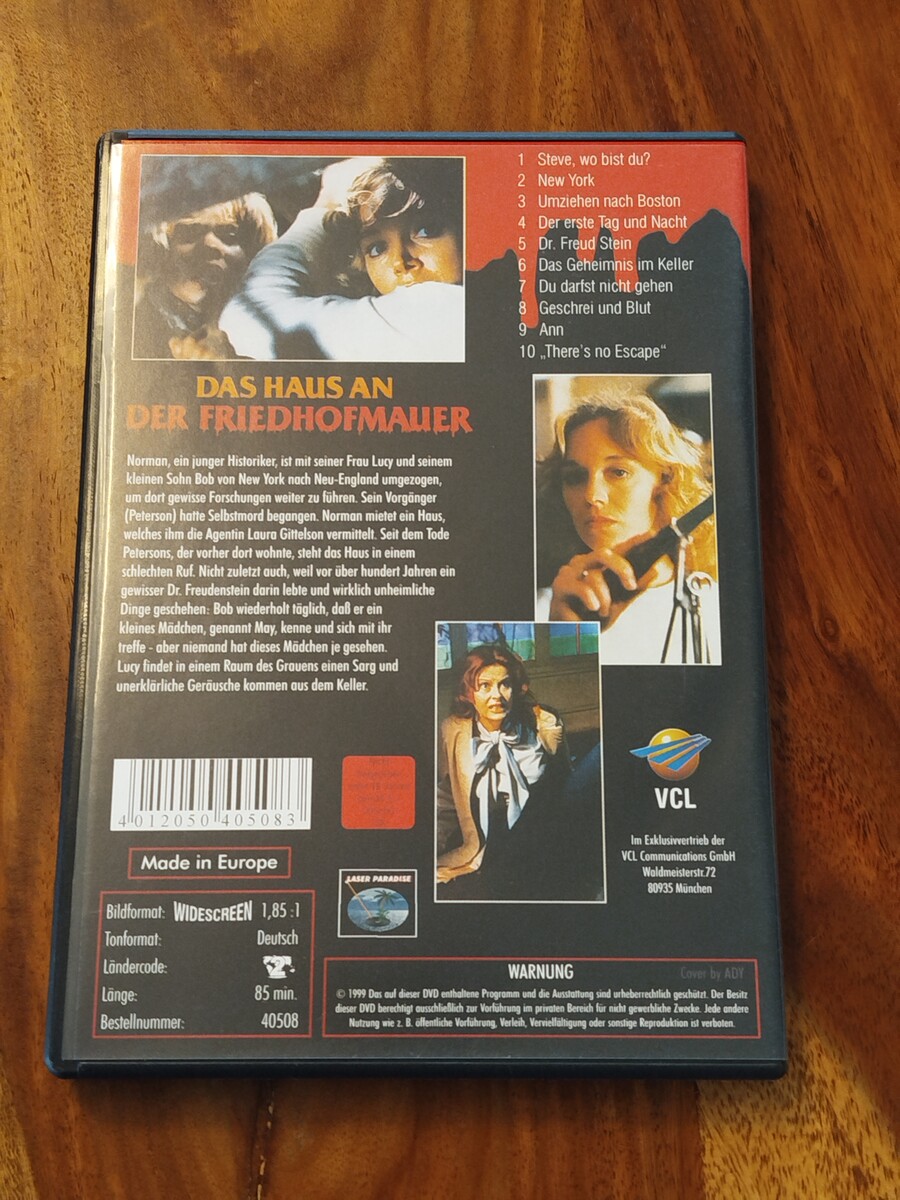 1 Steve, wo bist du?
2 New York
3 Umziehen nach Boston
4 Der erste Tag und Nacht
5 Dr. Freud Stein
6 Das Geheimnis im Keller
7 Du darfst nicht gehen
8 Geschrei und Blut
9 Ann
10 „There's no Escape“
DAS HAUS AN
DER FRIEDHOFMAUER
Norman, ein junger Historiker, ist mit seiner Frau Lucy und seinem
kleinen Sohn Bob von New York nach Neu-England umgezogen,
um dort gewisse Forschungen weiter zu führen. Sein Vorgänger
(Peterson) hatte Selbstmord begangen. Norman mietet ein Haus,
welches ihm die Agentin Laura Gittelson vermittelt. Seit dem Tode
Petersons, der vorher dort wohnte, steht das Haus in einem
schlechten Ruf. Nicht zuletzt auch, weil vor über hundert Jahren ein
gewisser Dr. Freudenstein darin lebte und wirklich unheimliche
Dinge geschehen: Bob wiederholt täglich, daß er ein
kleines Mädchen, genannt May, kenne und sich mit ihr
treffe - aber niemand hat dieses Mädchen je gesehen.
Lucy findet in einem Raum des Grauens einen Sarg und
unerklärliche Geräusche kommen aus dem Keller.
4 012050 405083
Made in Europe
Bildformat: WIDESCREEN 1,85 :1
Tonformat: Deutsch
Ländercode: 2
Länge: 85 min.
Bestellnummer: 40508
LASER PARADISE
VCL
Im Exklusivvertrieb der
VCL Communications GmbH
Waldmeisterstr.72
80935 München
WARNUNG
Cover by ADY
© 1999 Das auf dieser DVD enthaltene Programm und die Ausstattung sind urheberrechtlich geschützt. Der Besitz
dieser DVD berechtigt ausschließlich zur Vorführung im privaten Bereich für nicht gewerbliche Zwecke. Jede andere
Nutzung wie z. B. öffentliche Vorführung, Verleih, Vervielfältigung oder sonstige Reproduktion ist verboten.